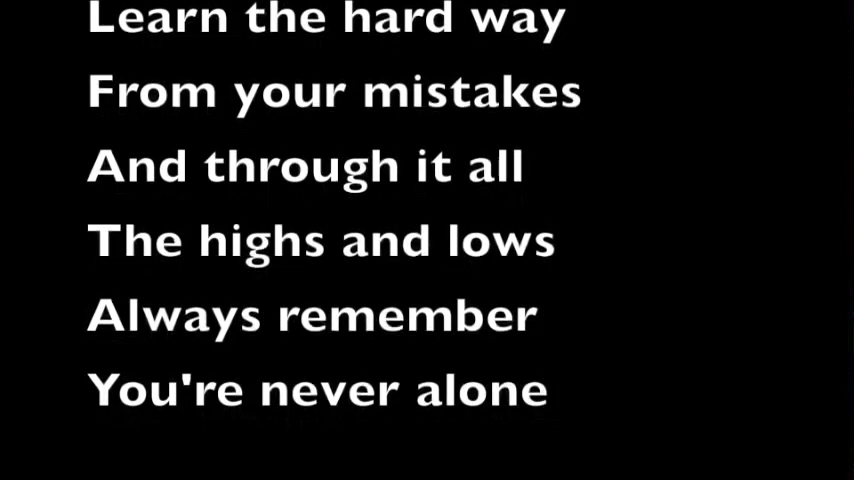 Learn the hard way
From your mistakes
And through it all
The highs and lows
Always remember
You're never alone